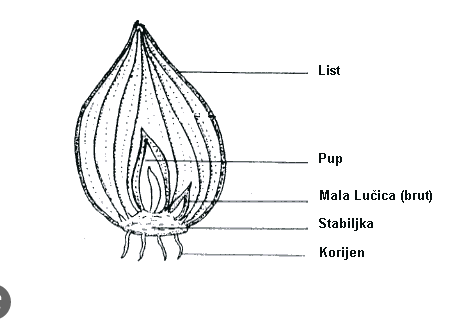 List
Pup
Mala Lučica (brut)
Stabiljka
Korijen